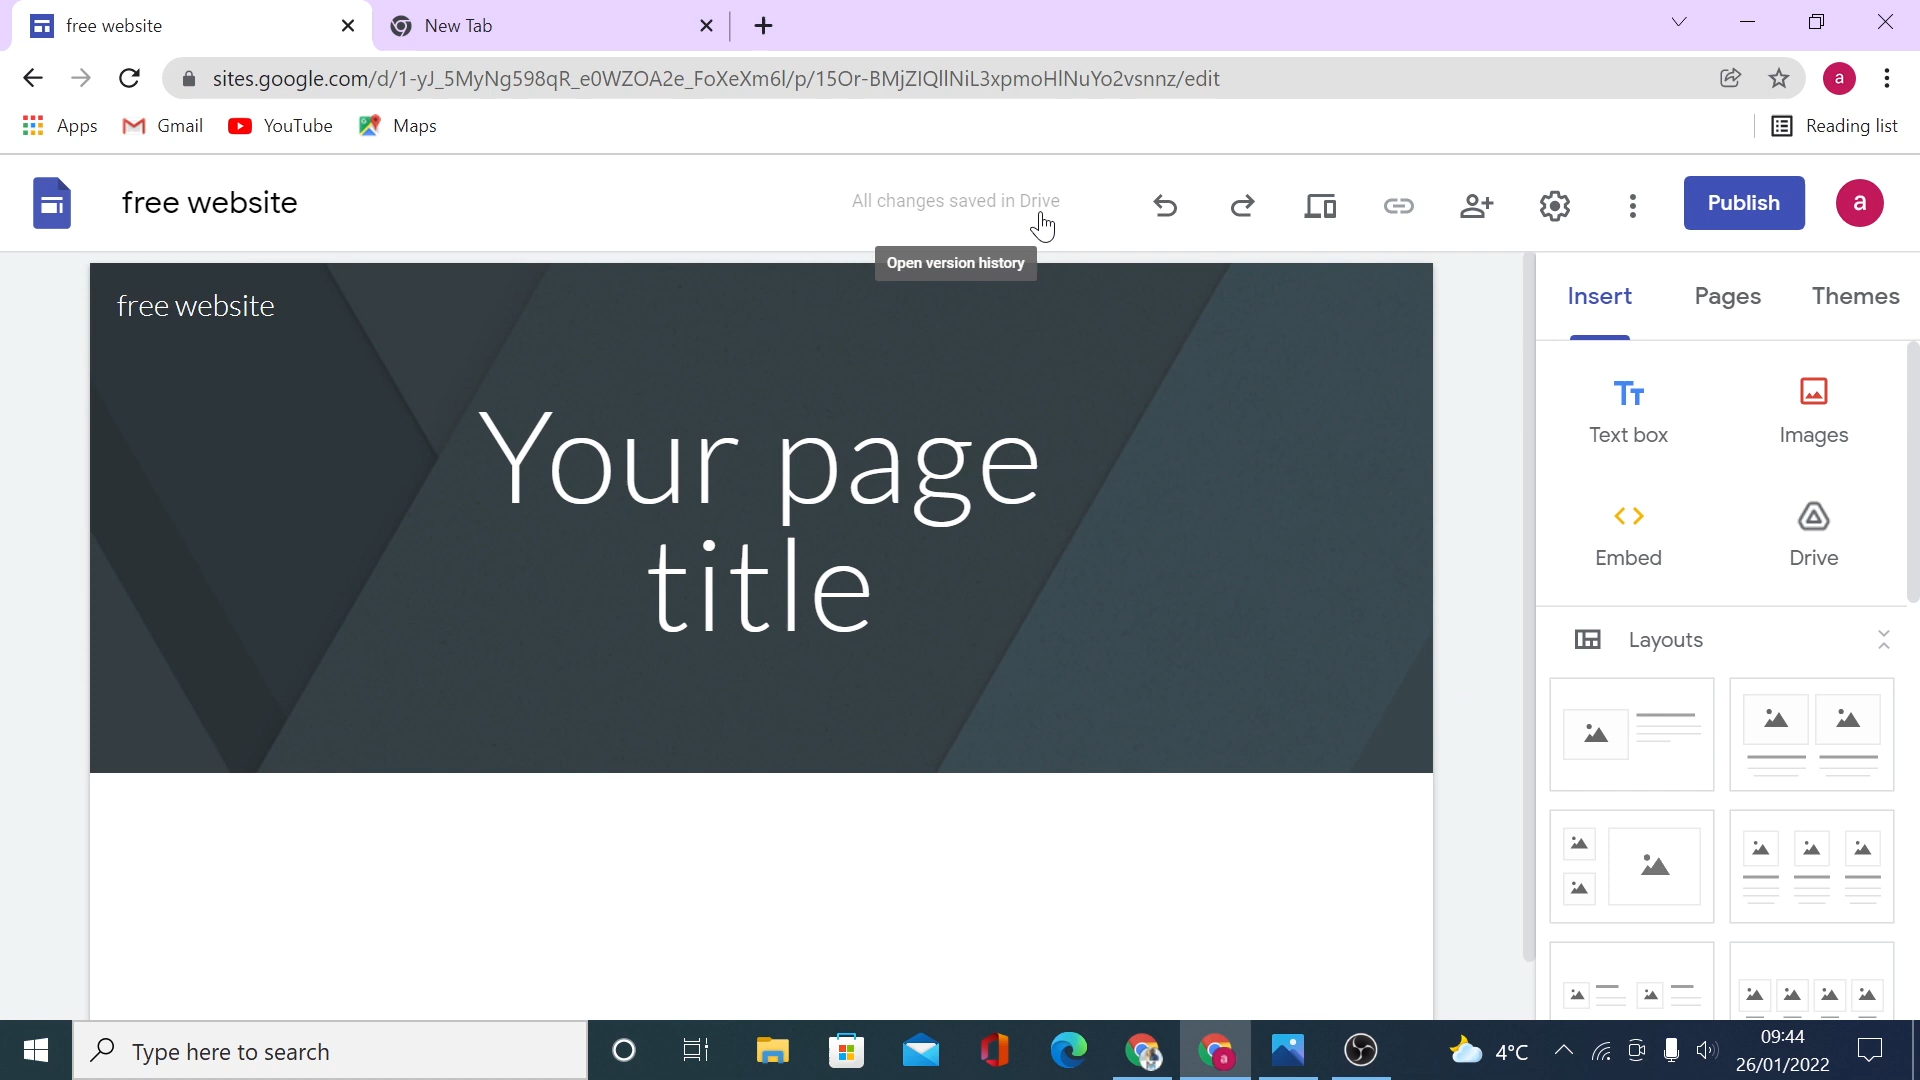 free website
New Tab
sites.google.com/d/1-yJ_5MyNg598qR_e0WZOA2e_FoXeXm6l/p/15Or-BMjZIQllNiL3xpmoHlNuYo2vsnnz/edit
a
Apps
Gmail
YouTube
Maps
Reading list
free website
All changes saved in Drive
Publish
a
Open version history
free website
Your page
title
Insert
Pages
Themes
Text box
Images
Embed
Drive
Layouts
Type here to search
4°C
09:44
26/01/2022